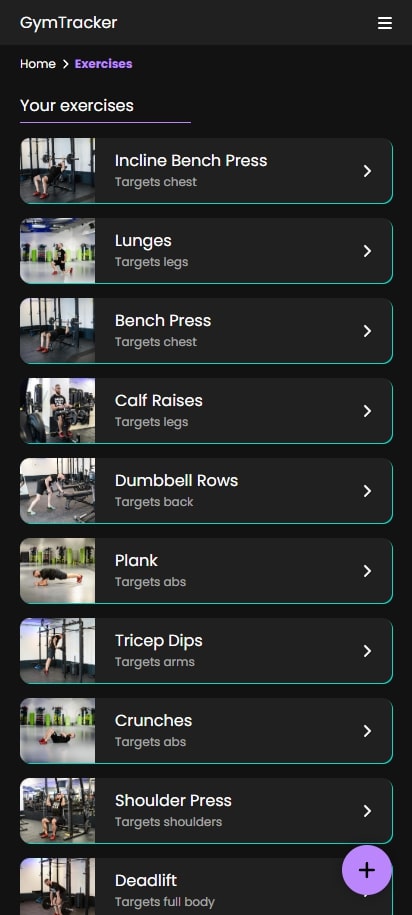 GymTracker
Home > Exercises
Your exercises
Incline Bench Press
Targets chest
Lunges
Targets legs
Bench Press
Targets chest
Calf Raises
Targets legs
Dumbbell Rows
Targets back
Plank
Targets abs
Tricep Dips
Targets arms
Crunches
Targets abs
Shoulder Press
Targets shoulders
Deadlift
Targets full body